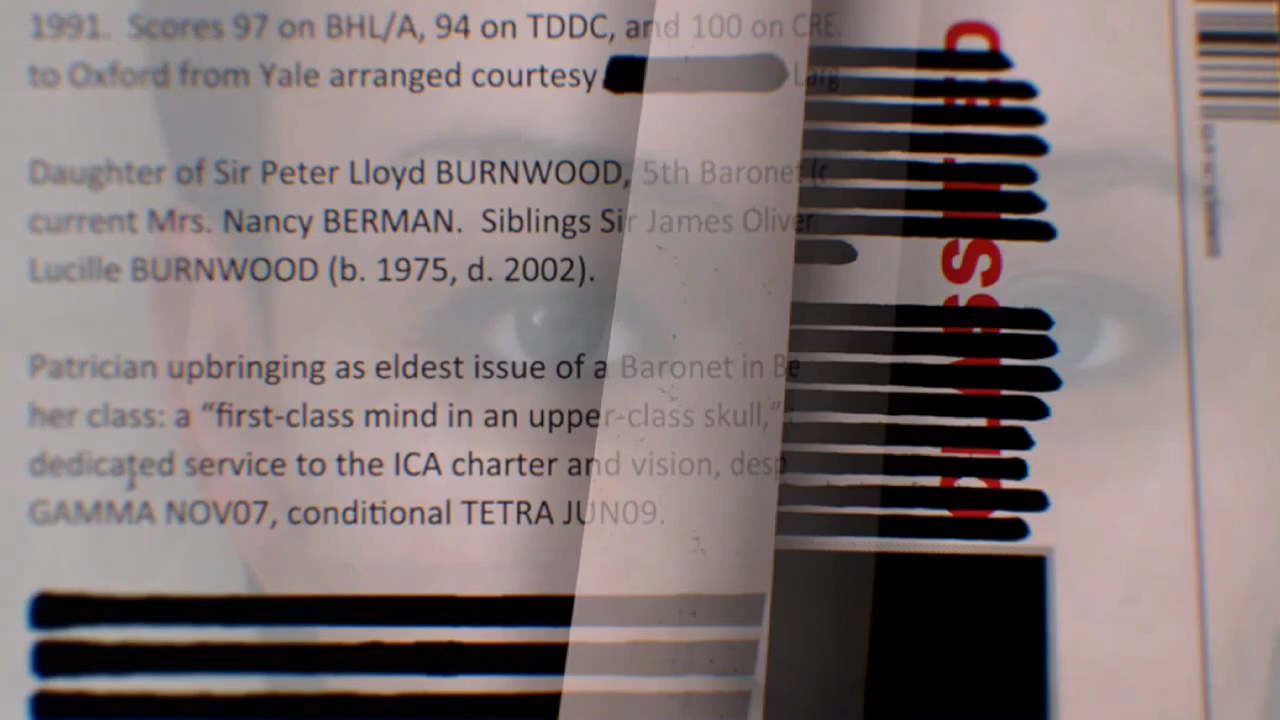 1991. Scores 97 on BHL/A, 94 on TDDC, and 100 on CRE,
to Oxford from Yale arranged courtesy
Daughter of Sir Peter Lloyd BURNWOOD, 5th Baronet
current Mrs. Nancy BERMAN. Siblings Sir James Oliver
Lucille BURNWOOD (b. 1975, d. 2002).
Patrician upbringing as eldest issue of a Baronet in
her class: a “first-class mind in an upper-class skull,”
dedicated service to the ICA charter and vision,
GAMMA NOV07, conditional TETRA JUN09.